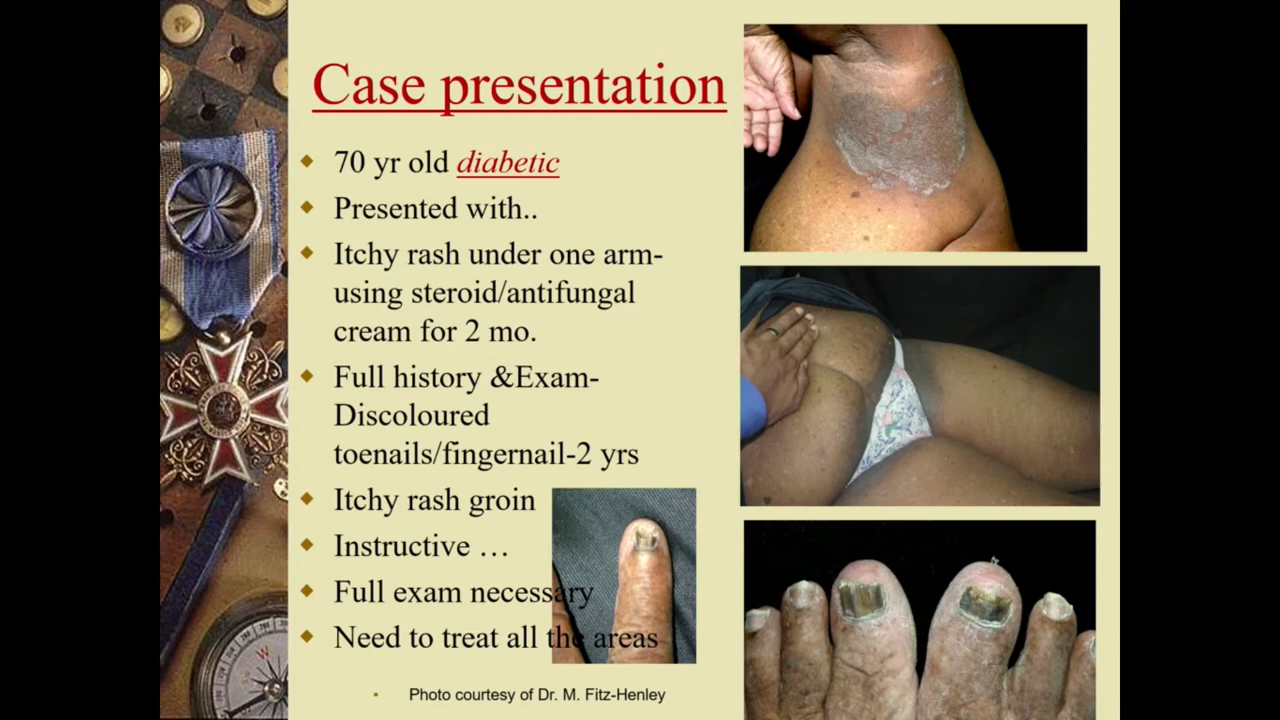 Case presentation
70 yr old diabetic
Presented with..
Itchy rash under one arm-
using steroid/antifungal
cream for 2 mo.
Full history &Exam-
Discoloured
toenails/fingernail-2 yrs
Itchy rash groin
Instructive …
Full exam necessary
Need to treat all the areas
Photo courtesy of Dr. M. Fitz-Henley